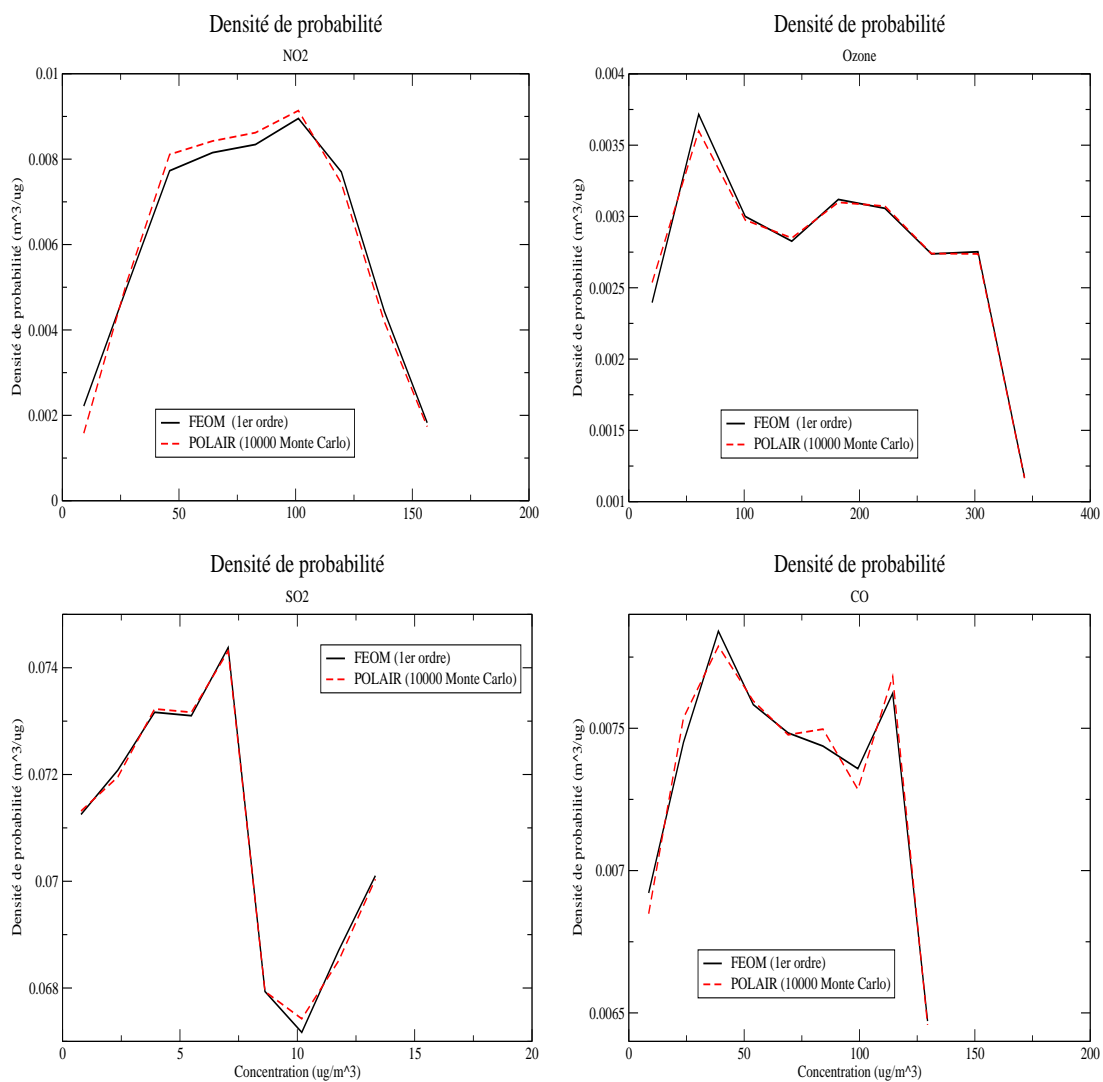 Densité de probabilité
NO2
0.01
0.008
0.006
0.004
0.002
0
Densité de probabilité (m^3/ug)
FEOM (1er ordre)
POLAIR (10000 Monte Carlo)
0 50 100 150 200
Densité de probabilité
Ozone
0.004
0.0035
0.003
0.0025
0.002
0.0015
0.001
Densité de probabilité (m^3/ug)
FEOM (1er ordre)
POLAIR (10000 Monte Carlo)
0 100 200 300 400
Densité de probabilité
SO2
0.074
0.072
0.07
0.068
Densité de probabilité (m^3/ug)
FEOM (1er ordre)
POLAIR (10000 Monte Carlo)
0 5 10 15 20
Concentration (ug/m^3)
Densité de probabilité
CO
0.0075
0.007
0.0065
Densité de probabilité (m^3/ug)
FEOM (1er ordre)
POLAIR (10000 Monte Carlo)
0 50 100 150 200
Concentration (ug/m^3)